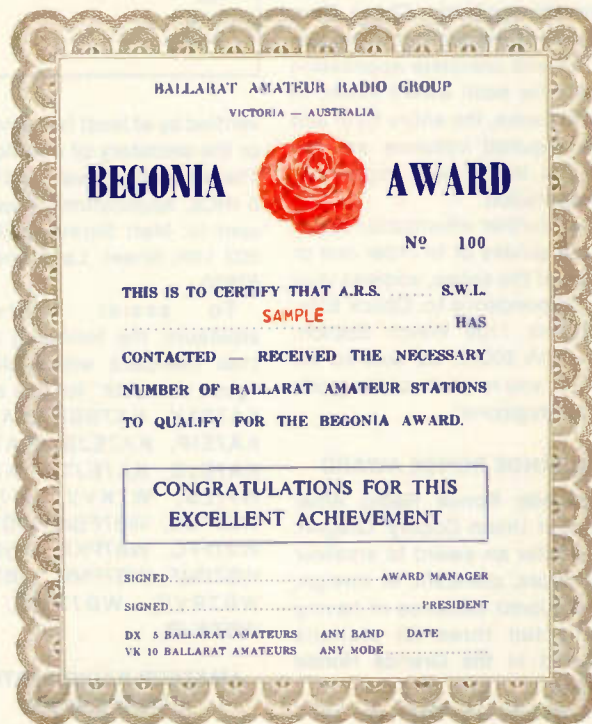 BALLARAT AMATEUR RADIO GROUP
VICTORIA — AUSTRALIA
BEGONIA AWARD
Nº 100
THIS IS TO CERTIFY THAT A.R.S. ...... S.W.L.
SAMPLE HAS
CONTACTED — RECEIVED THE NECESSARY
NUMBER OF BALLARAT AMATEUR STATIONS
TO QUALIFY FOR THE BEGONIA AWARD.
CONGRATULATIONS FOR THIS
EXCELLENT ACHIEVEMENT
SIGNED.............................. AWARD MANAGER
SIGNED.............................. PRESIDENT
DX 5 BALLARAT AMATEURS ANY BAND DATE ............
VK 10 BALLARAT AMATEURS ANY MODE ............